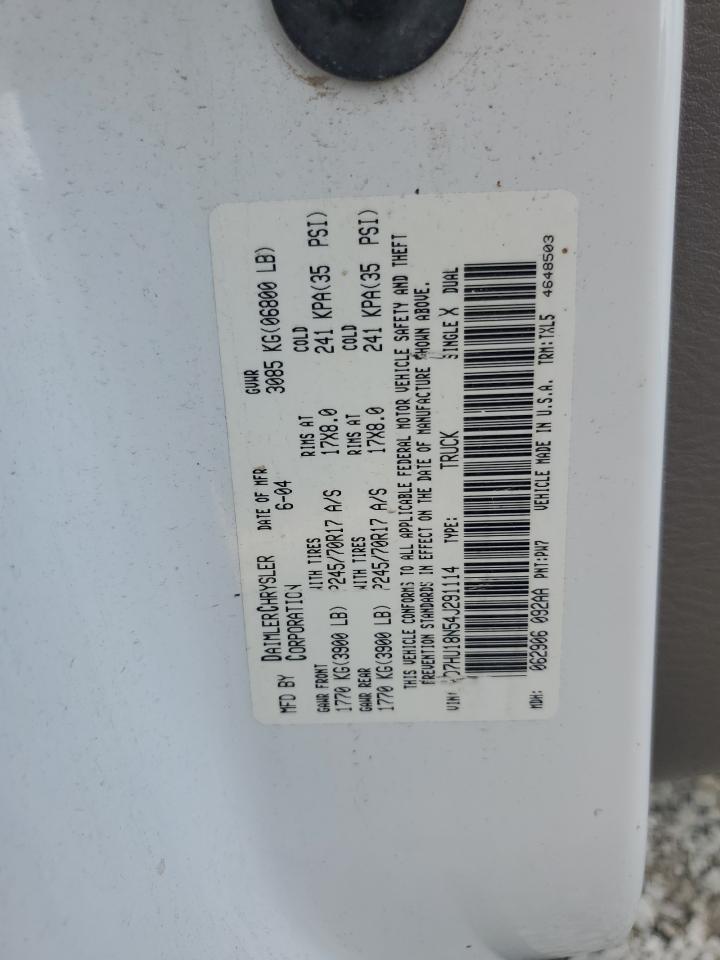 MFD BY DAIMLERCHRYSLER CORPORATION DATE OF MFR 6-04 GVWR 3085 KG(06800 LB)
GAWR FRONT WITH TIRES RIMS AT COLD
1770 KG(3900 LB) P245/70R17 A/S 17X8.0 241 KPA(35 PSI)
GAWR REAR WITH TIRES RIMS AT COLD
1770 KG(3900 LB) P245/70R17 A/S 17X8.0 241 KPA(35 PSI)
THIS VEHICLE CONFORMS TO ALL APPLICABLE FEDERAL MOTOR VEHICLE SAFETY AND THEFT
PREVENTION STANDARDS IN EFFECT ON THE DATE OF MANUFACTURE SHOWN ABOVE.
VIN: D7HU18N54J291114 TYPE: TRUCK SINGLE X DUAL
MDH: 062906 092AA PNT:PW7 VEHICLE MADE IN U.S.A. TRM:TXL5 4648503